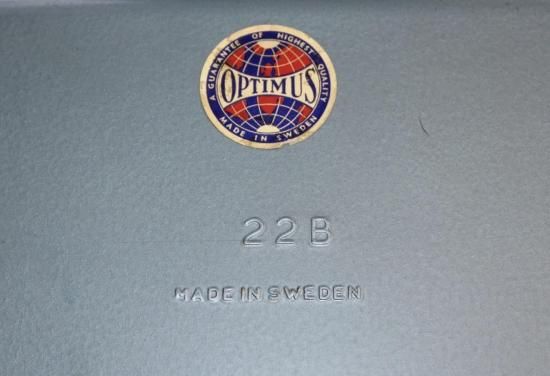 A GUARANTEE OF HIGHEST QUALITY
OPTIMUS
MADE IN SWEDEN
22B
MADE IN SWEDEN